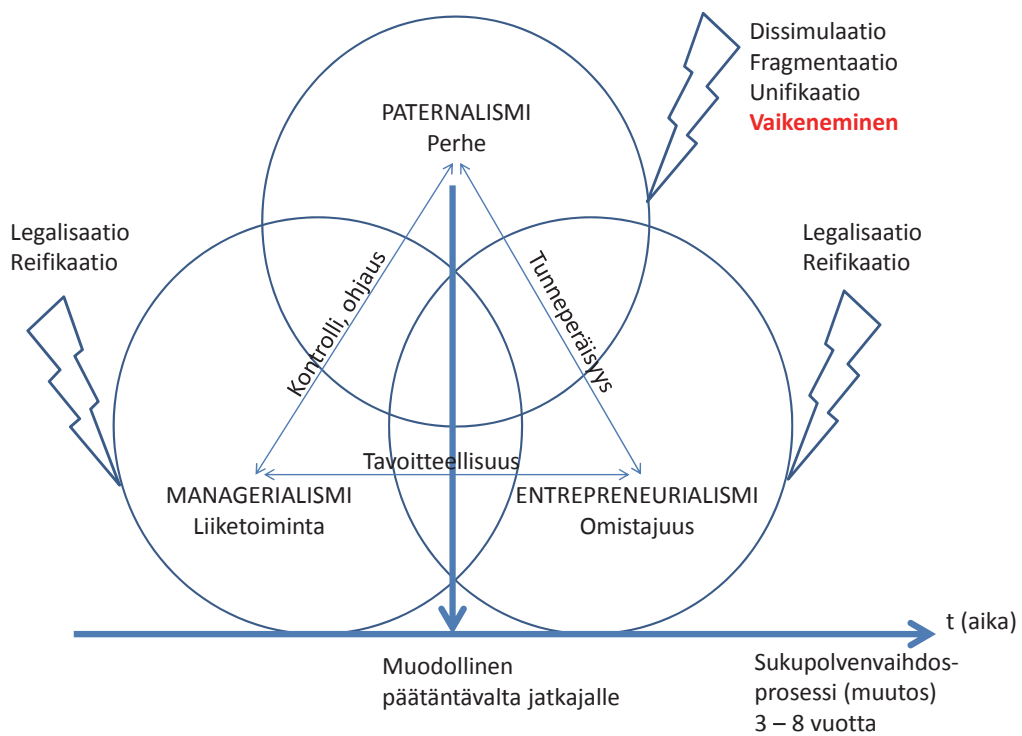 Dissimulaatio
Fragmentaatio
Unifikaatio
Vaikeneminen
PATERNALISMI
Perhe
Legalisaatio
Reifikaatio
Legalisaatio
Reifikaatio
Kontrolli, ohjaus
Tunneperäisyys
Tavoitteellisuus
MANAGERIALISMI
Liiketoiminta
ENTREPRENEURIALISMI
Omistajuus
t (aika)
Muodollinen
päätäntävalta jatkajalle
Sukupolvenvaihdos-
prosessi (muutos)
3 – 8 vuotta